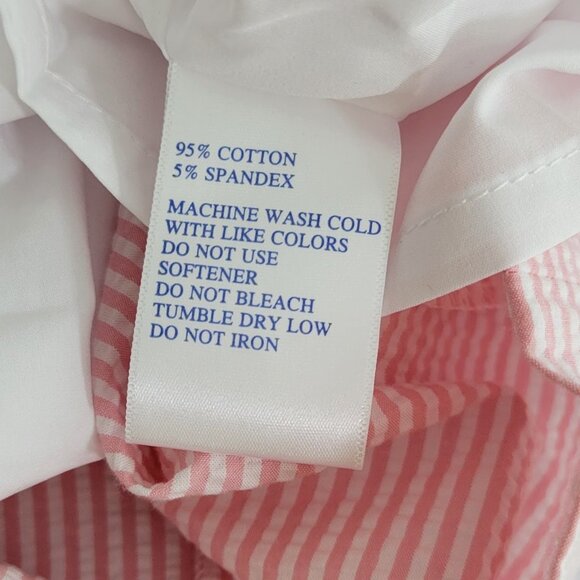 95% COTTON
5% SPANDEX
MACHINE WASH COLD
WITH LIKE COLORS
DO NOT USE
SOFTENER
DO NOT BLEACH
TUMBLE DRY LOW
DO NOT IRON